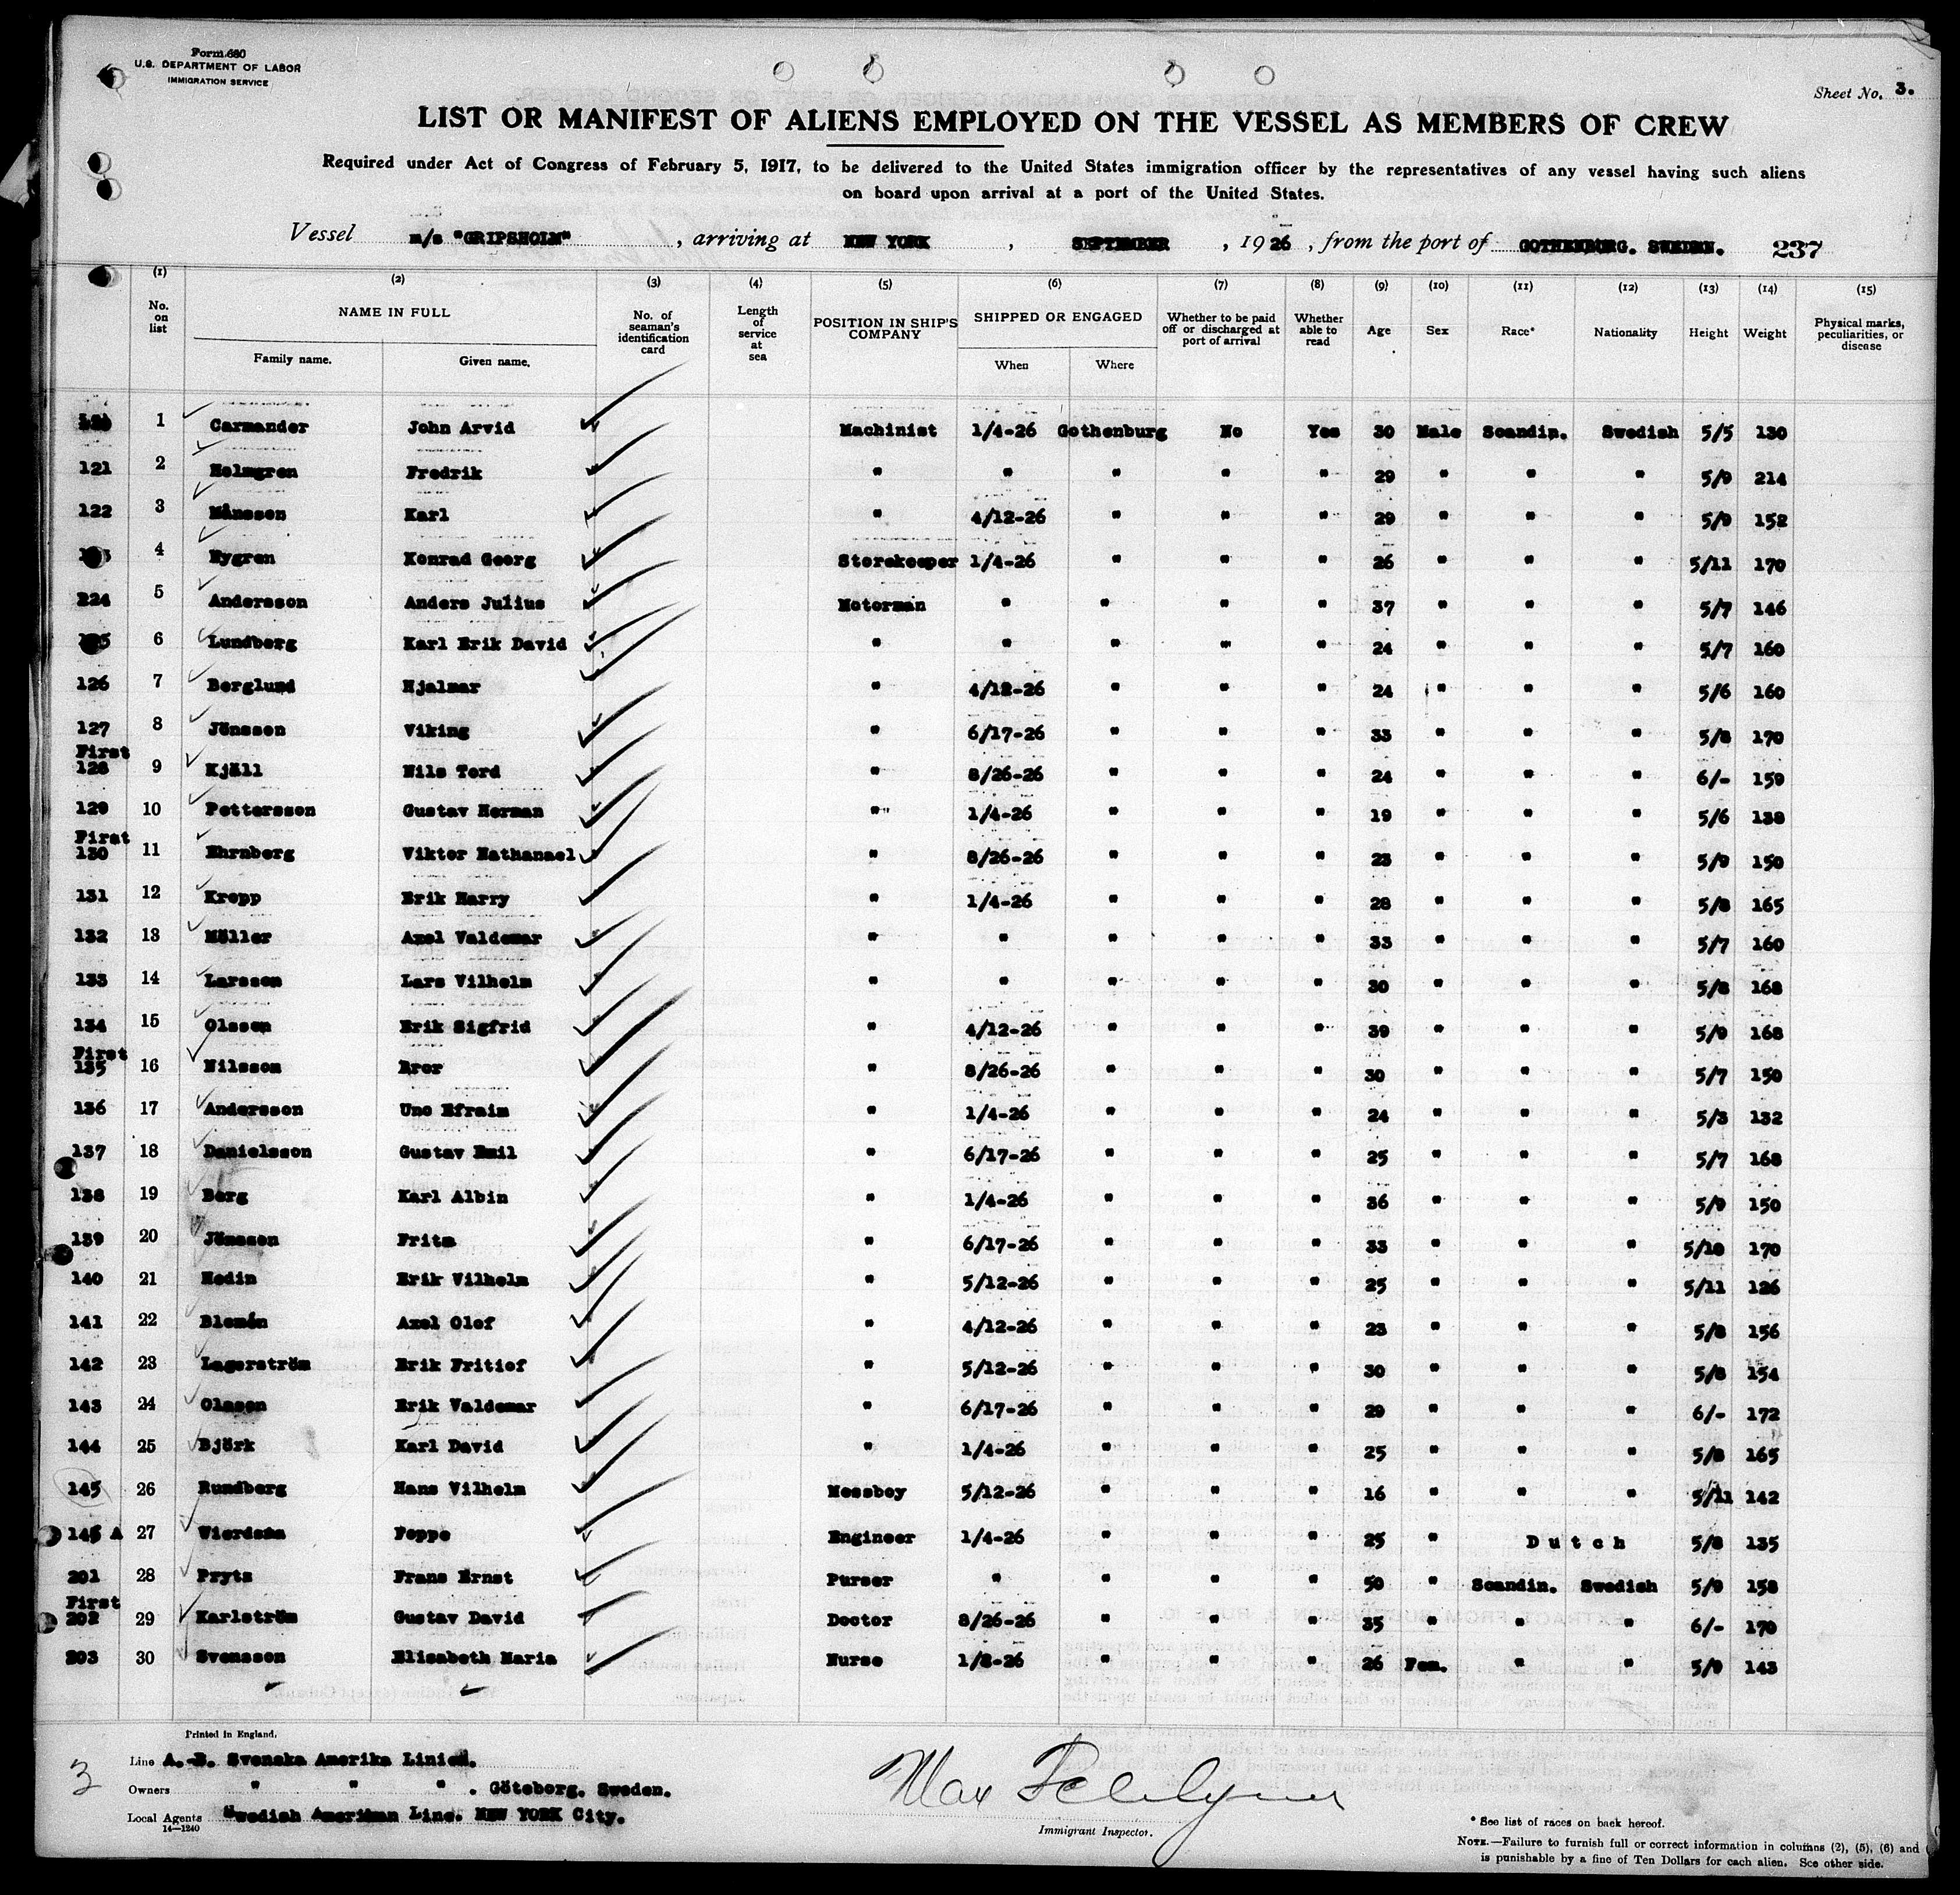 Form 680
U.S. DEPARTMENT OF LABOR
IMMIGRATION SERVICE
Sheet No. 3.
LIST OR MANIFEST OF ALIENS EMPLOYED ON THE VESSEL AS MEMBERS OF CREW
Required under Act of Congress of February 5, 1917, to be delivered to the United States immigration officer by the representatives of any vessel having such aliens
on board upon arrival at a port of the United States.
Vessel m/s "GRIPSHOLM", arriving at NEW YORK, SEPTEMBER, 1926, from the port of GOTHENBURG. SWEDEN. 237
(1) (2) (3) (4) (5) (6) (7) (8) (9) (10) (11) (12) (13) (14) (15)
No. on list NAME IN FULL Family name. Given name. No. of seaman's identification card Length of service at sea POSITION IN SHIP'S COMPANY SHIPPED OR ENGAGED When Where Whether to be paid off or discharged at port of arrival Whether able to read Age Sex Race* Nationality Height Weight Physical marks, peculiarities, or disease
1 Carmander John Arvid Machinist 1/4-26 Gothenburg No Yes 30 Male Scandin. Swedish 5/5 130
121 2 Holmgren Fredrik " " " " " 29 " " " 5/9 214
122 3 Månsson Karl " 4/12-26 " " " 29 " " " 5/9 152
4 Nygren Konrad Georg Storekeeper 1/4-26 " " " 26 " " " 5/11 170
224 5 Andersson Anders Julius Motorman " " " " 37 " " " 5/7 146
6 Lundberg Karl Erik David " " " " " 24 " " " 5/7 160
126 7 Berglund Hjalmar " 4/12-26 " " " 24 " " " 5/6 160
127 8 Jönsson Viking " 6/17-26 " " " 33 " " " 5/8 170
First
128 9 Kjäll Nils Tord " 8/26-26 " " " 24 " " " 6/- 159
129 10 Pettersson Gustav Herman " 1/4-26 " " " 19 " " " 5/6 138
First
130 11 Ehrnberg Viktor Nathanael " 8/26-26 " " " 23 " " " 5/9 150
131 12 Kropp Erik Harry " 1/4-26 " " " 28 " " " 5/8 165
132 13 Möller Axel Valdemar " " " " " 33 " " " 5/7 160
133 14 Larsson Lars Vilhelm " " " " " 30 " " " 5/8 168
134 15 Olsson Erik Sigfrid " 4/12-26 " " " 39 " " " 5/9 168
First
135 16 Nilsson Bror " 8/26-26 " " " 30 " " " 5/7 150
136 17 Andersson Uno Efraim " 1/4-26 " " " 24 " " " 5/3 132
137 18 Danielsson Gustav Emil " 6/17-26 " " " 25 " " " 5/7 168
138 19 Berg Karl Albin " 1/4-26 " " " 36 " " " 5/9 150
139 20 Jönsson Fritz " 6/17-26 " " " 33 " " " 5/10 170
140 21 Hedin Erik Vilhelm " 5/12-26 " " " 25 " " " 5/11 126
141 22 Blomén Axel Olof " 4/12-26 " " " 23 " " " 5/8 156
142 23 Lagerström Erik Fritiof " 5/12-26 " " " 30 " " " 5/8 154
143 24 Olsson Erik Valdemar " 6/17-26 " " " 29 " " " 6/- 172
144 25 Björk Karl David " 1/4-26 " " " 25 " " " 5/8 165
145 26 Rundberg Hans Vilhelm Messboy 5/12-26 " " " 16 " " " 5/11 142
145 A 27 Wierdsma Foppe Engineer 1/4-26 " " " 25 " Dutch 5/8 135
201 28 Prytz Frans Ernst Purser " " " " 50 " Scandin. Swedish 5/9 158
First
202 29 Karlström Gustav David Doctor 8/26-26 " " " 35 " " " 6/- 170
203 30 Svensson Elisabeth Maria Nurse 1/8-26 " " " 26 Fem. " " 5/9 143
Printed in England.
3
Line A.-B. Svenska Amerika Linien.
Owners " " " . Göteborg. Sweden.
Local Agents Swedish American Line. NEW YORK City.
14—1240
Max
Immigrant Inspector.
* See list of races on back hereof.
NOTE.—Failure to furnish full or correct information in columns (2), (5), (6) and
is punishable by a fine of Ten Dollars for each alien. See other side.